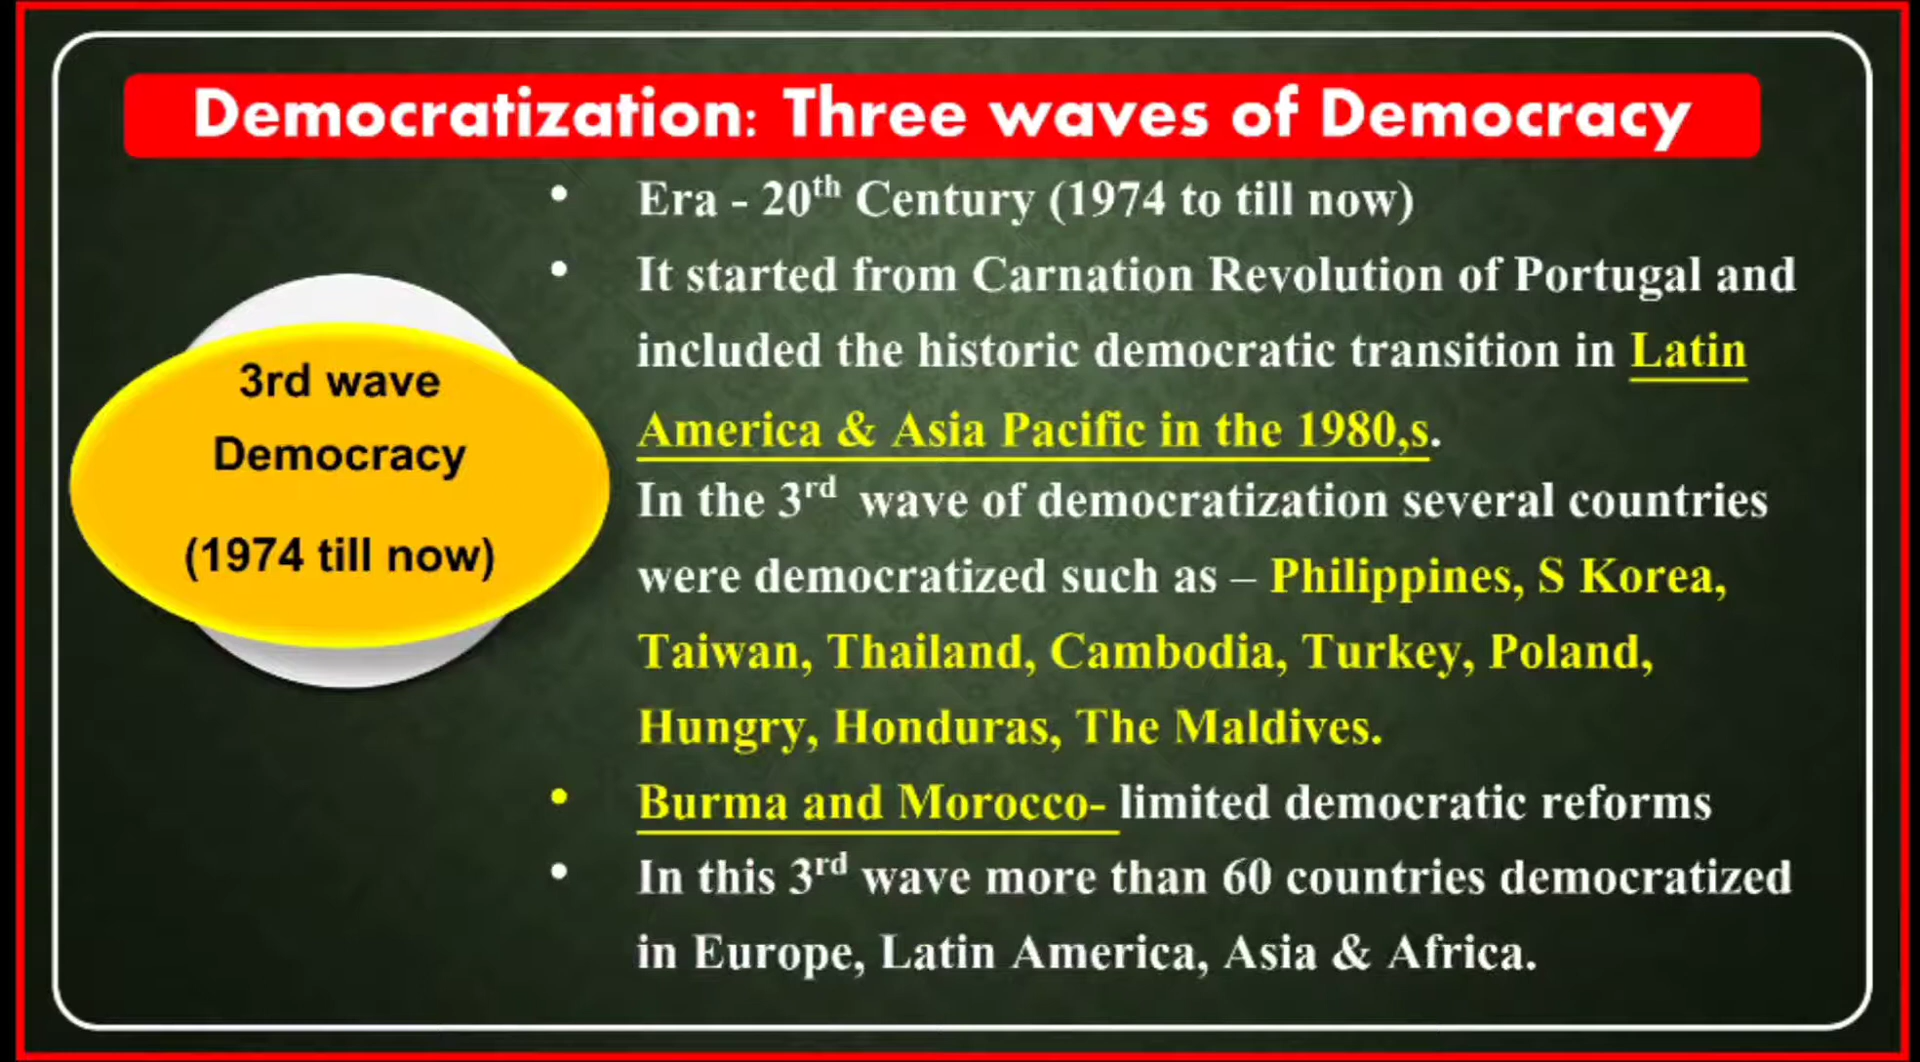 Democratization: Three waves of Democracy
• Era - 20th Century (1974 to till now)
• It started from Carnation Revolution of Portugal and
included the historic democratic transition in Latin
America & Asia Pacific in the 1980,s.
In the 3rd wave of democratization several countries
were democratized such as – Philippines, S Korea,
Taiwan, Thailand, Cambodia, Turkey, Poland,
Hungry, Honduras, The Maldives.
• Burma and Morocco- limited democratic reforms
• In this 3rd wave more than 60 countries democratized
in Europe, Latin America, Asia & Africa.
3rd wave
Democracy
(1974 till now)